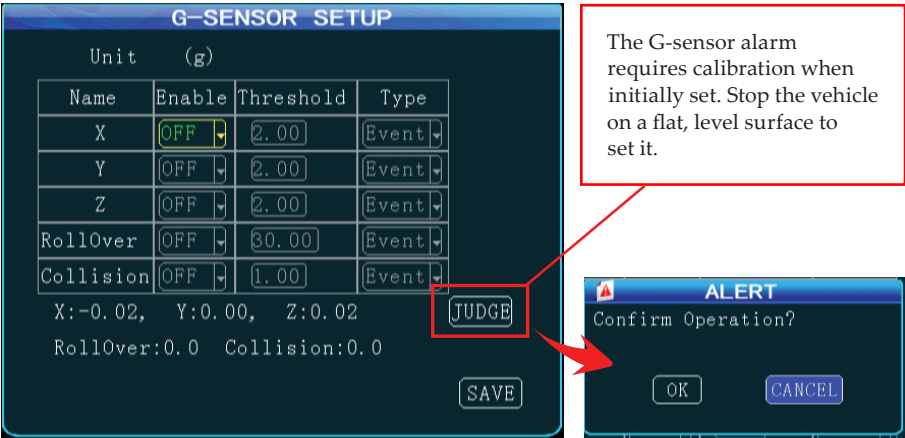 G-SENSOR SETUP
Unit (g)
Name Enable Threshold Type
X OFF 2.00 Event
Y OFF 2.00 Event
Z OFF 2.00 Event
RollOver OFF 30.00 Event
Collision OFF 1.00 Event
X:-0.02, Y:0.00, Z:0.02 JUDGE
RollOver:0.0 Collision:0.0
SAVE
The G-sensor alarm
requires calibration when
initially set. Stop the vehicle
on a flat, level surface to
set it.
ALERT
Confirm Operation?
OK CANCEL